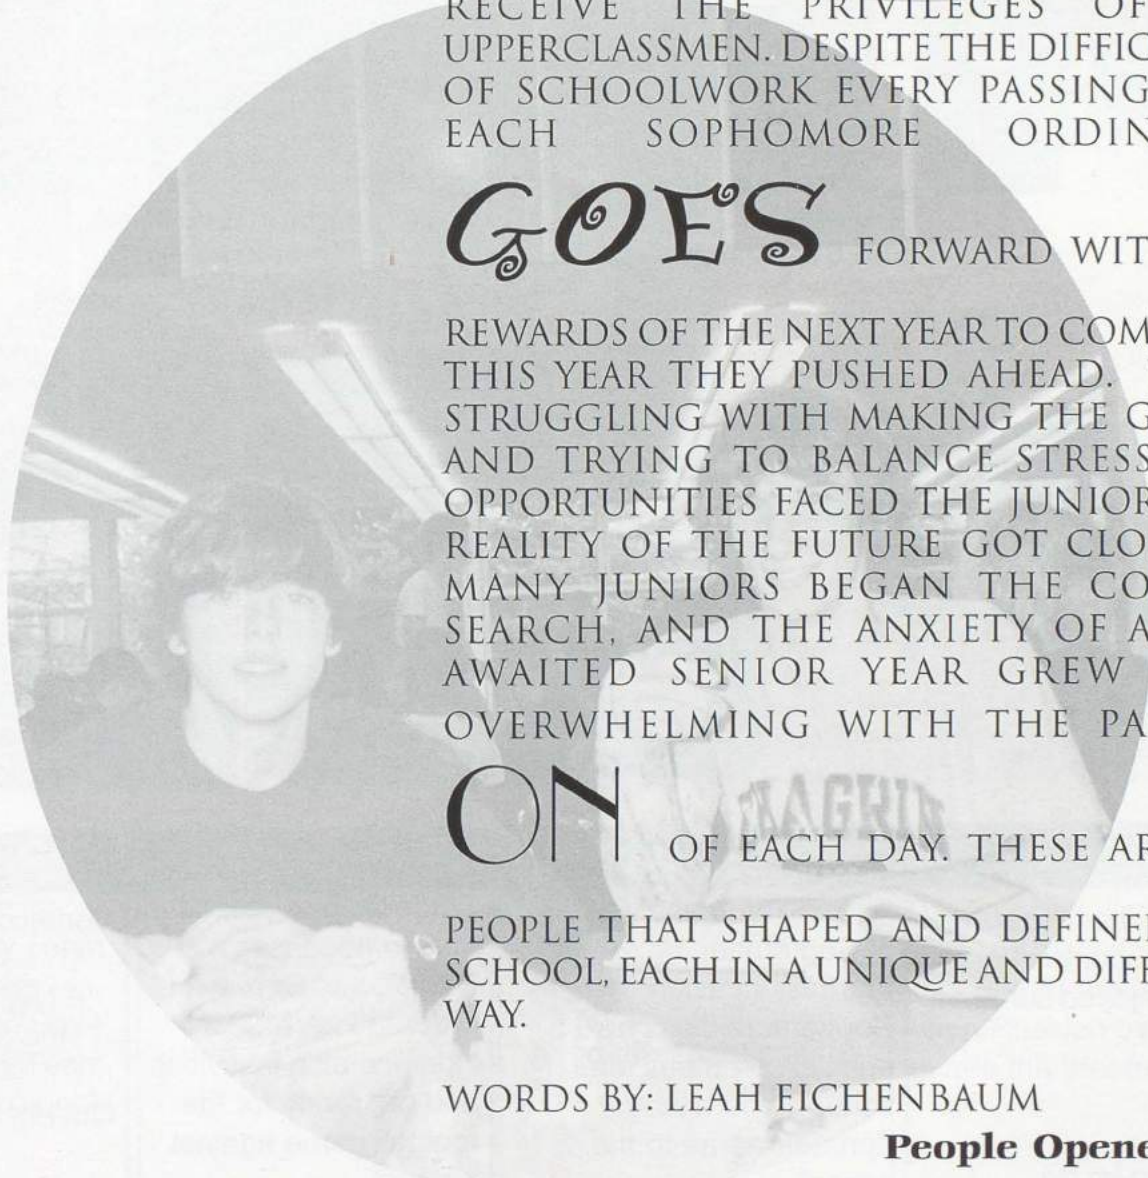 RECEIVE THE PRIVILEGES OF
UPPERCLASSMEN. DESPITE THE DIFFIC
OF SCHOOLWORK EVERY PASSING
EACH SOPHOMORE ORDIN
GOES FORWARD WIT
REWARDS OF THE NEXT YEAR TO COM
THIS YEAR THEY PUSHED AHEAD.
STRUGGLING WITH MAKING THE G
AND TRYING TO BALANCE STRESS
OPPORTUNITIES FACED THE JUNIOR
REALITY OF THE FUTURE GOT CLO
MANY JUNIORS BEGAN THE CO
SEARCH, AND THE ANXIETY OF A
AWAITED SENIOR YEAR GREW
OVERWHELMING WITH THE PA
ON OF EACH DAY. THESE AR
PEOPLE THAT SHAPED AND DEFINE
SCHOOL, EACH IN A UNIQUE AND DIFF
WAY.
WORDS BY: LEAH EICHENBAUM
People Opene
CHAGRIN